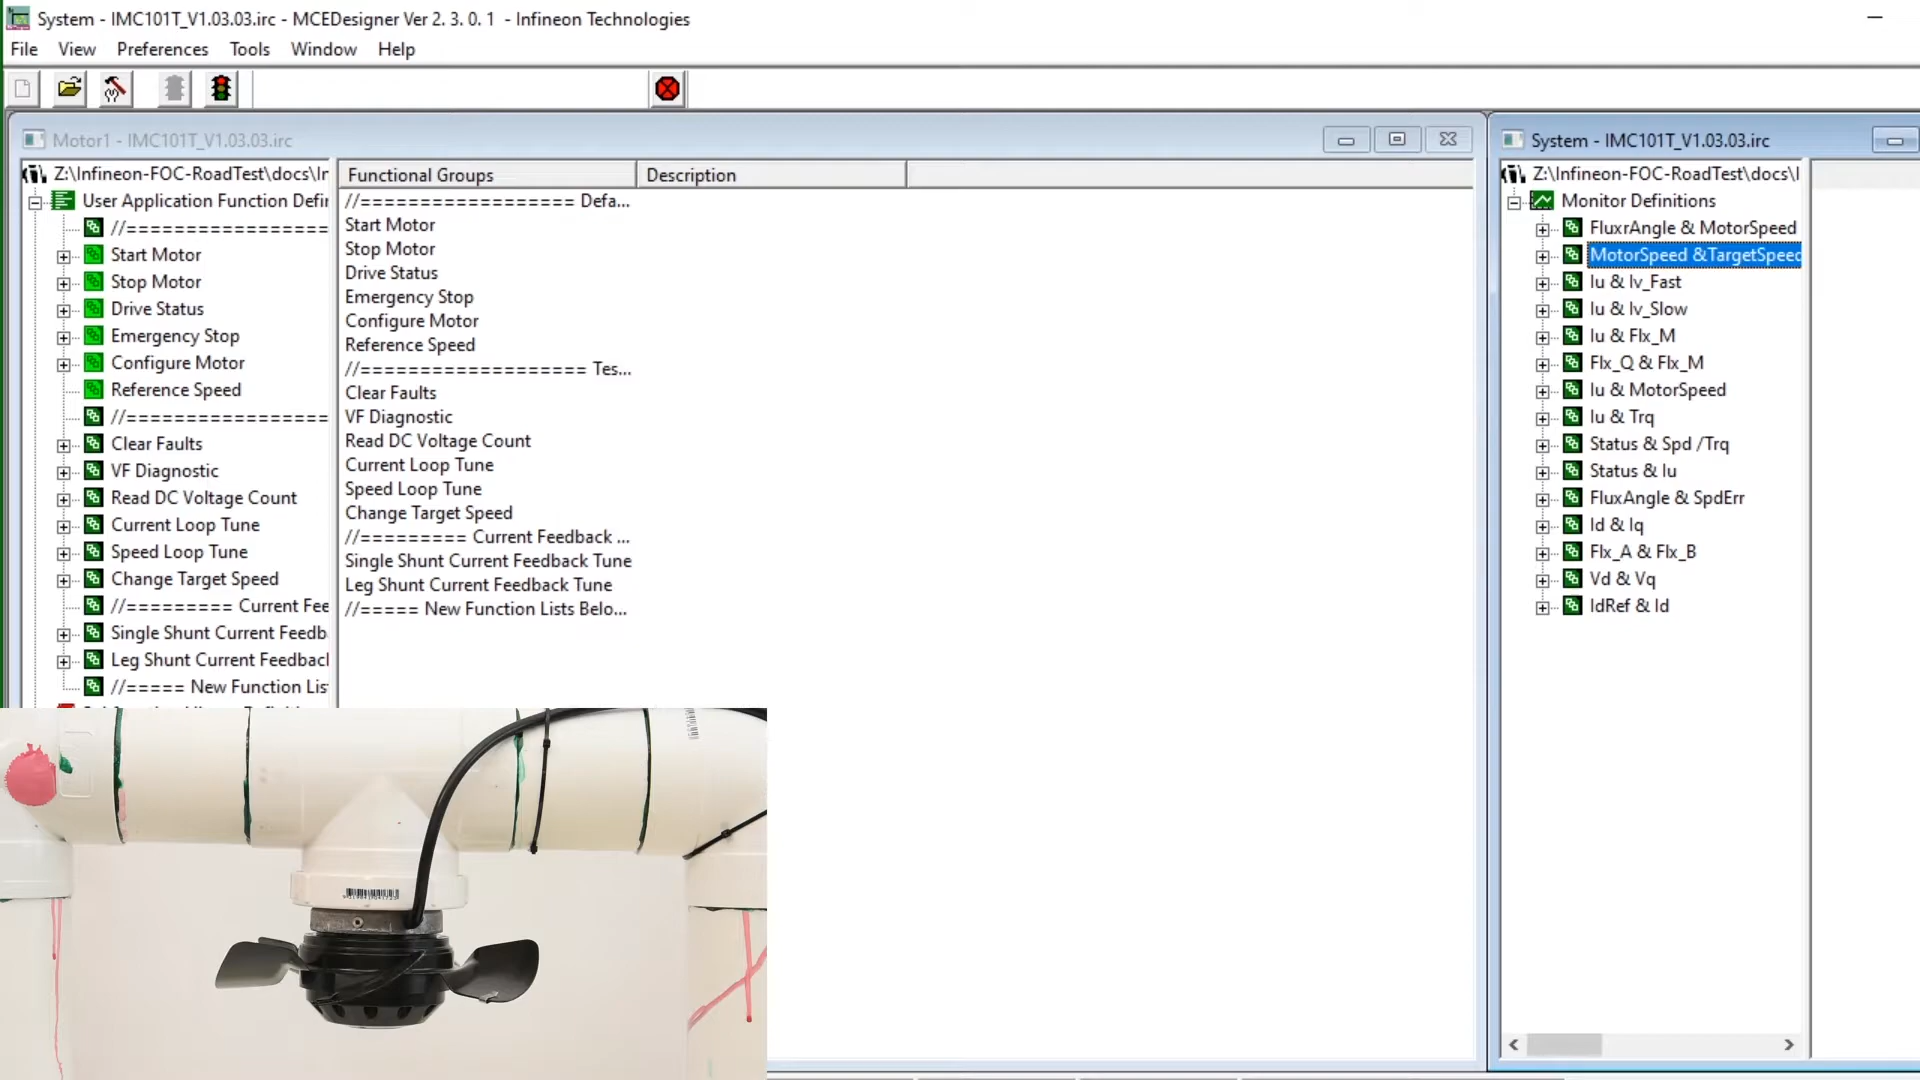 System - IMC101T_V1.03.03.irc - MCEDesigner Ver 2. 3. 0. 1 - Infineon Technologies
File View Preferences Tools Window Help
Motor1 - IMC101T_V1.03.03.irc
Z:\Infineon-FOC-RoadTest\docs\Ir
User Application Function Defir
//=================
Start Motor
Stop Motor
Drive Status
Emergency Stop
Configure Motor
Reference Speed
//=================
Clear Faults
VF Diagnostic
Read DC Voltage Count
Current Loop Tune
Speed Loop Tune
Change Target Speed
//========= Current Fee
Single Shunt Current Feedb
Leg Shunt Current Feedbacl
//===== New Function Lis
Functional Groups Description
//================== Defa...
Start Motor
Stop Motor
Drive Status
Emergency Stop
Configure Motor
Reference Speed
//=================== Tes...
Clear Faults
VF Diagnostic
Read DC Voltage Count
Current Loop Tune
Speed Loop Tune
Change Target Speed
//========= Current Feedback ...
Single Shunt Current Feedback Tune
Leg Shunt Current Feedback Tune
//===== New Function Lists Belo...
System - IMC101T_V1.03.03.irc
Z:\Infineon-FOC-RoadTest\docs\I
Monitor Definitions
FluxrAngle & MotorSpeed
MotorSpeed &TargetSpeed
Iu & Iv_Fast
Iu & Iv_Slow
Iu & Flx_M
Flx_Q & Flx_M
Iu & MotorSpeed
Iu & Trq
Status & Spd /Trq
Status & Iu
FluxAngle & SpdErr
Id & Iq
Flx_A & Flx_B
Vd & Vq
IdRef & Id